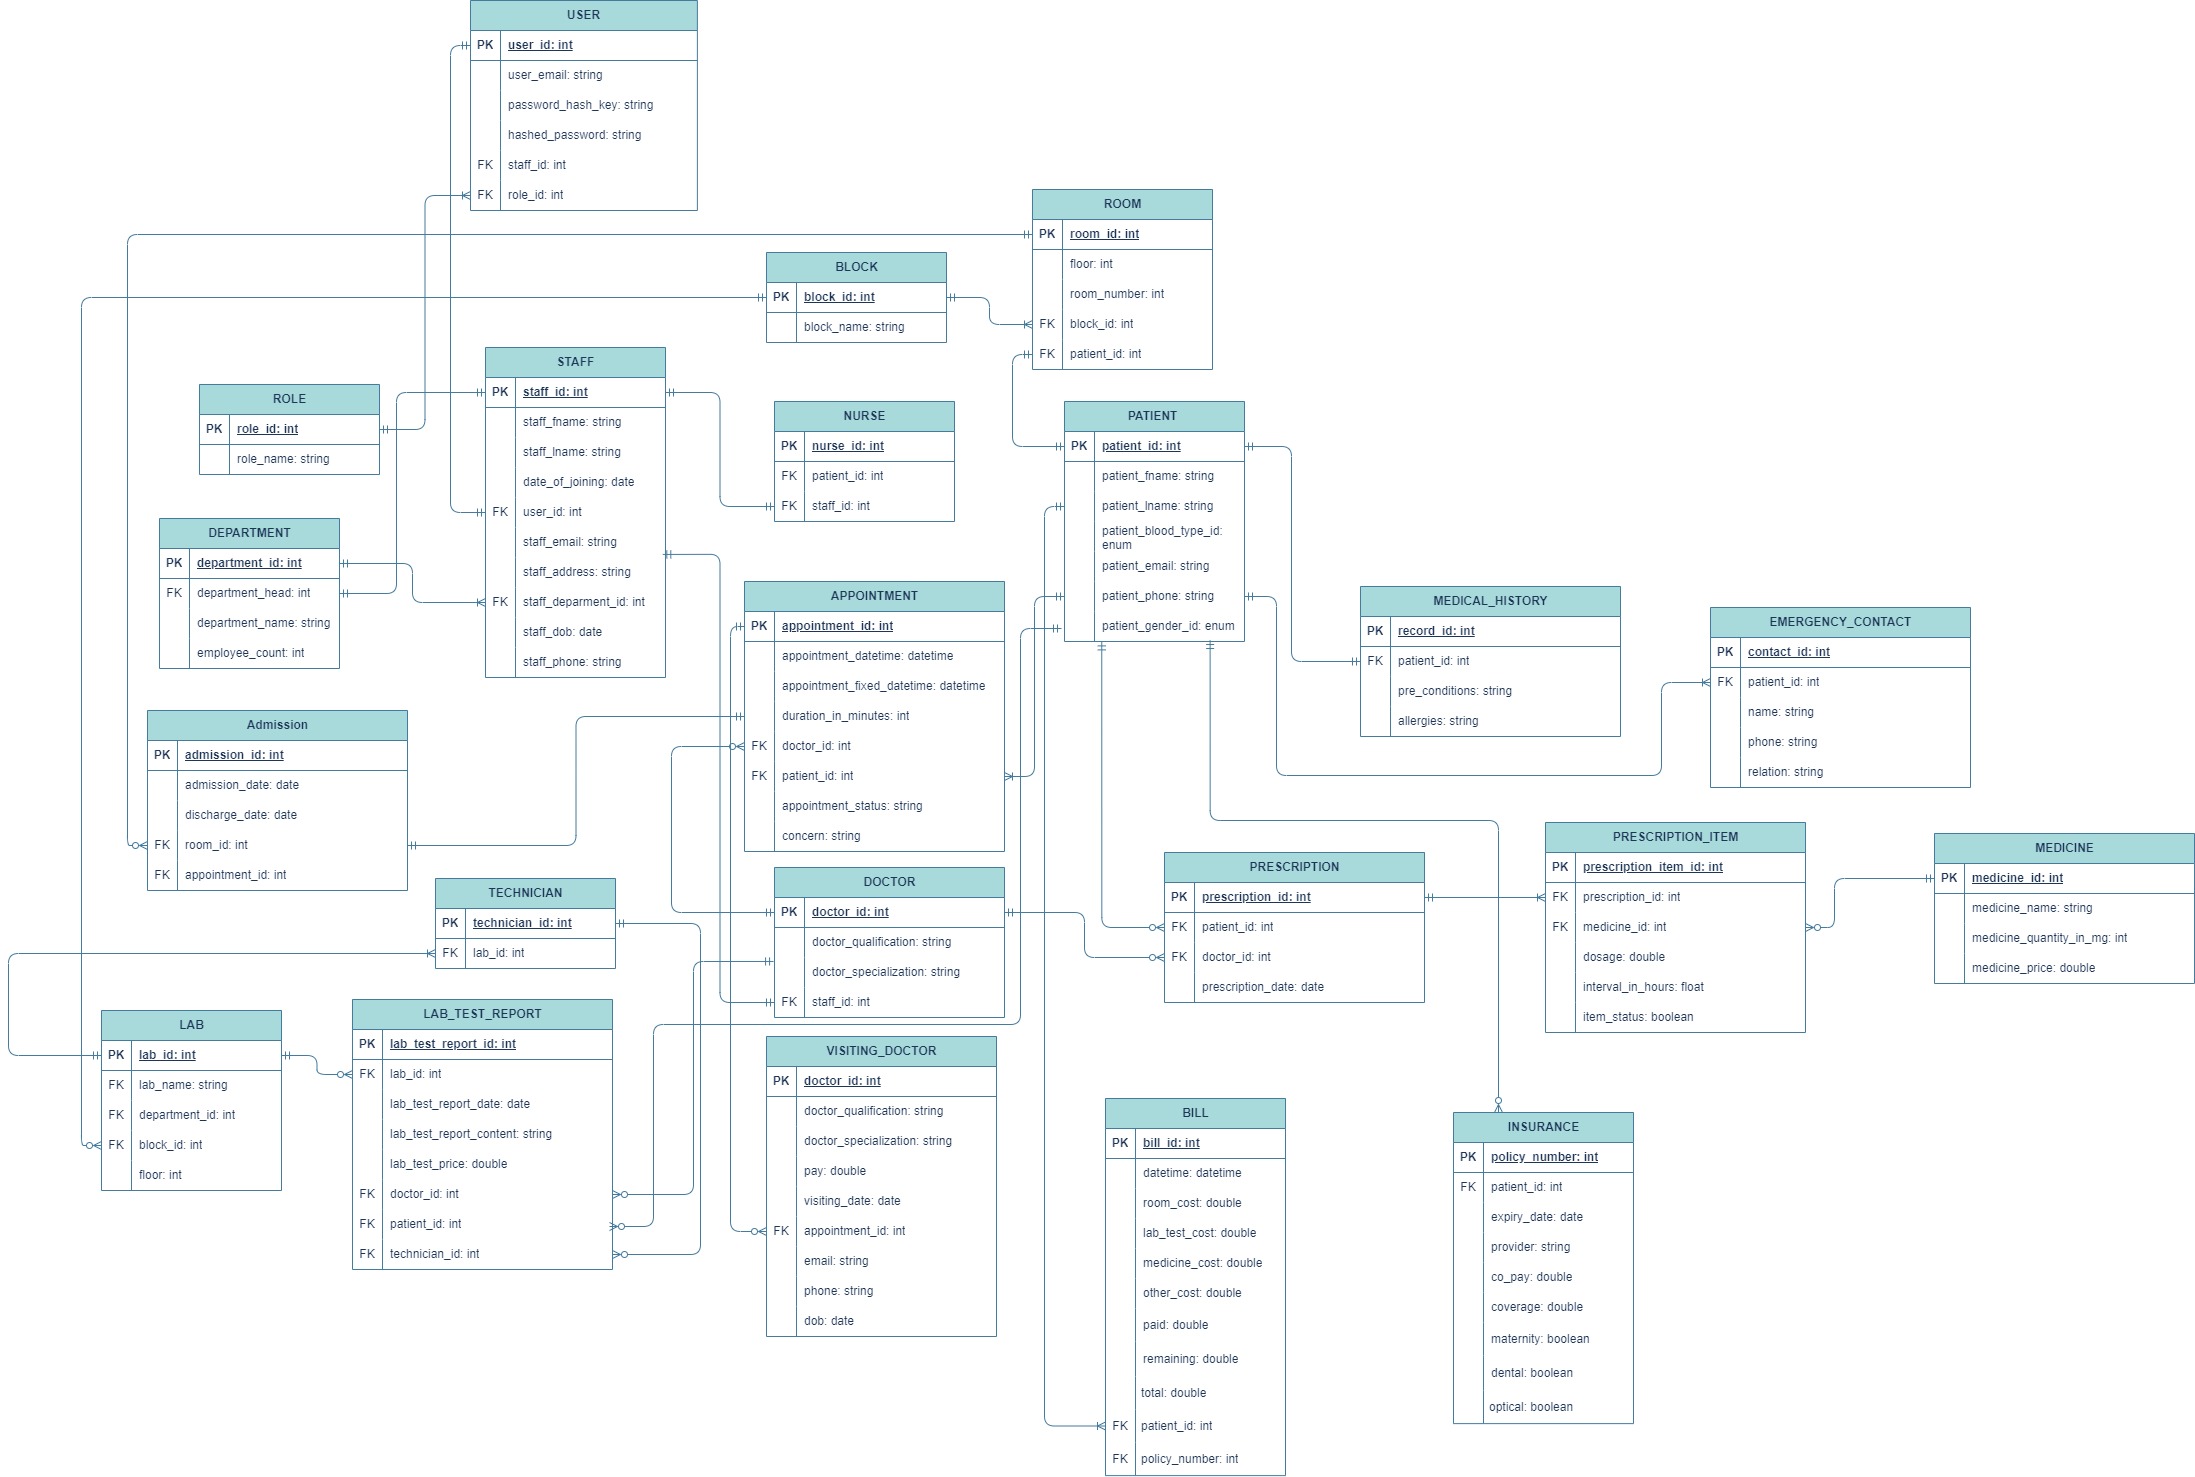 USER
PK user_id: int
user_email: string
password_hash_key: string
hashed_password: string
FK staff_id: int
FK role_id: int
ROOM
PK room_id: int
floor: int
room_number: int
FK block_id: int
FK patient_id: int
BLOCK
PK block_id: int
block_name: string
STAFF
PK staff_id: int
staff_fname: string
staff_lname: string
date_of_joining: date
FK user_id: int
staff_email: string
staff_address: string
FK staff_deparment_id: int
staff_dob: date
staff_phone: string
ROLE
PK role_id: int
role_name: string
NURSE
PK nurse_id: int
FK patient_id: int
FK staff_id: int
PATIENT
PK patient_id: int
patient_fname: string
patient_lname: string
patient_blood_type_id:
enum
patient_email: string
patient_phone: string
patient_gender_id: enum
DEPARTMENT
PK department_id: int
FK department_head: int
department_name: string
employee_count: int
APPOINTMENT
PK appointment_id: int
appointment_datetime: datetime
appointment_fixed_datetime: datetime
duration_in_minutes: int
FK doctor_id: int
FK patient_id: int
appointment_status: string
concern: string
MEDICAL_HISTORY
PK record_id: int
FK patient_id: int
pre_conditions: string
allergies: string
EMERGENCY_CONTACT
PK contact_id: int
FK patient_id: int
name: string
phone: string
relation: string
Admission
PK admission_id: int
admission_date: date
discharge_date: date
FK room_id: int
FK appointment_id: int
TECHNICIAN
PK technician_id: int
FK lab_id: int
DOCTOR
PK doctor_id: int
doctor_qualification: string
doctor_specialization: string
FK staff_id: int
PRESCRIPTION
PK prescription_id: int
FK patient_id: int
FK doctor_id: int
prescription_date: date
PRESCRIPTION_ITEM
PK prescription_item_id: int
FK prescription_id: int
FK medicine_id: int
dosage: double
interval_in_hours: float
item_status: boolean
MEDICINE
PK medicine_id: int
medicine_name: string
medicine_quantity_in_mg: int
medicine_price: double
LAB
PK lab_id: int
FK lab_name: string
FK department_id: int
FK block_id: int
floor: int
LAB_TEST_REPORT
PK lab_test_report_id: int
FK lab_id: int
lab_test_report_date: date
lab_test_report_content: string
lab_test_price: double
FK doctor_id: int
FK patient_id: int
FK technician_id: int
VISITING_DOCTOR
PK doctor_id: int
doctor_qualification: string
doctor_specialization: string
pay: double
visiting_date: date
FK appointment_id: int
email: string
phone: string
dob: date
BILL
PK bill_id: int
datetime: datetime
room_cost: double
lab_test_cost: double
medicine_cost: double
other_cost: double
paid: double
remaining: double
total: double
FK patient_id: int
FK policy_number: int
INSURANCE
PK policy_number: int
FK patient_id: int
expiry_date: date
provider: string
co_pay: double
coverage: double
maternity: boolean
dental: boolean
optical: boolean